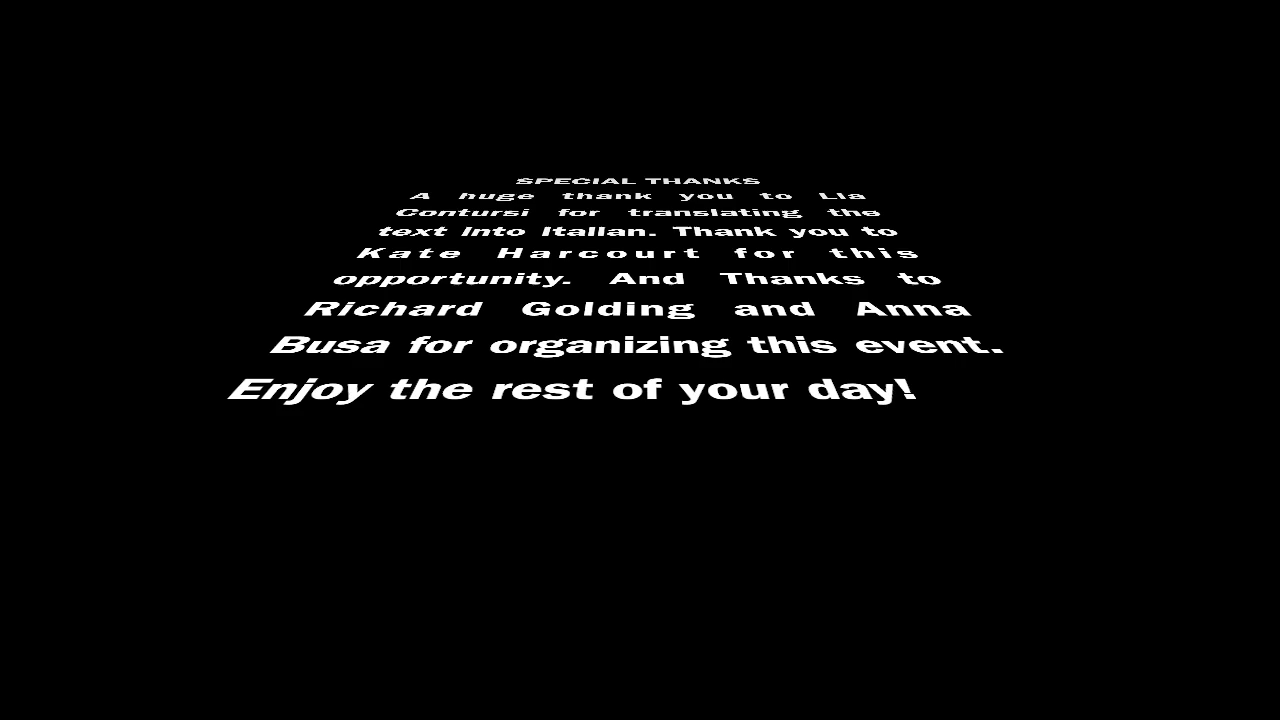 SPECIAL THANKS
A huge thank you to Lia
Contursi for translating the
text into Italian. Thank you to
Kate Harcourt for this
opportunity. And Thanks to
Richard Golding and Anna
Busa for organizing this event.
Enjoy the rest of your day!